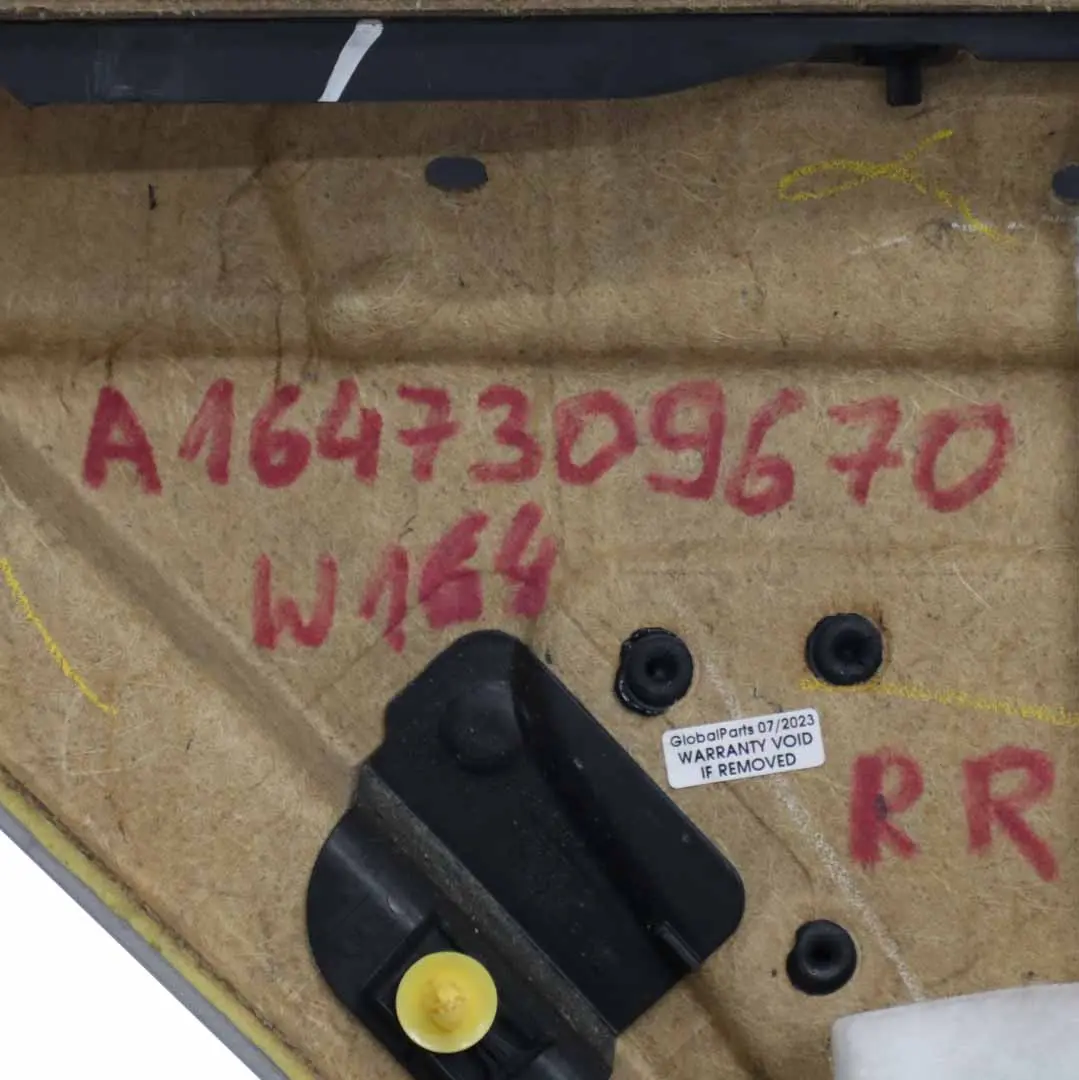 A1647309670
W164
GlobalParts 07/2023
WARRANTY VOID
IF REMOVED
RR